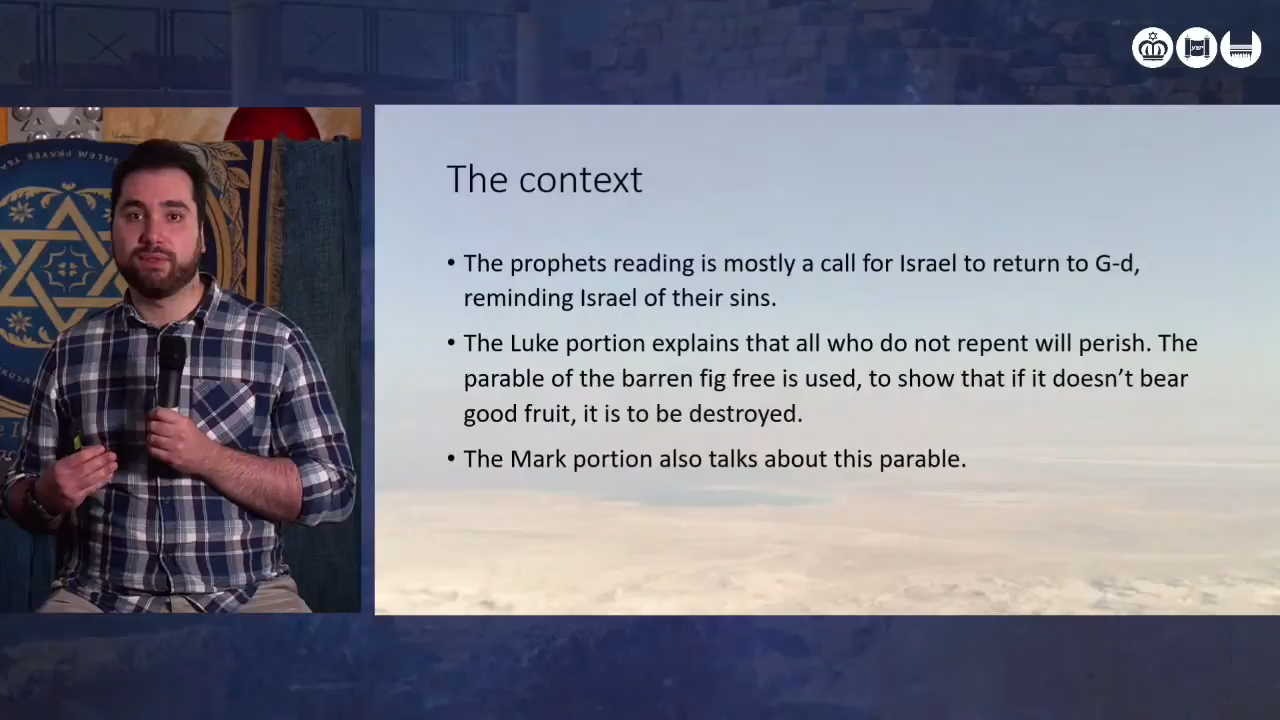 The context
• The prophets reading is mostly a call for Israel to return to G-d,
reminding Israel of their sins.
• The Luke portion explains that all who do not repent will perish. The
parable of the barren fig free is used, to show that if it doesn’t bear
good fruit, it is to be destroyed.
• The Mark portion also talks about this parable.